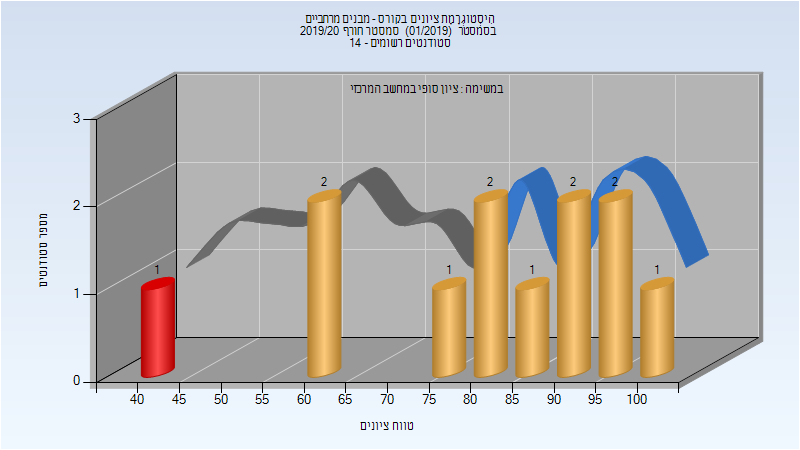 היסטוגרמת ציונים בקורס - מבנים מרחביים
בסמסטר (01/2019) סמסטר חורף 2019/20
סטודנטים רשומים - 14
במשימה : ציון סופי במחשב המרכזי
מספר סטודנטים
3
2
1
0
1
2
1
2
1
2
2
1
40 45 50 55 60 65 70 75 80 85 90 95 100
טווח ציונים